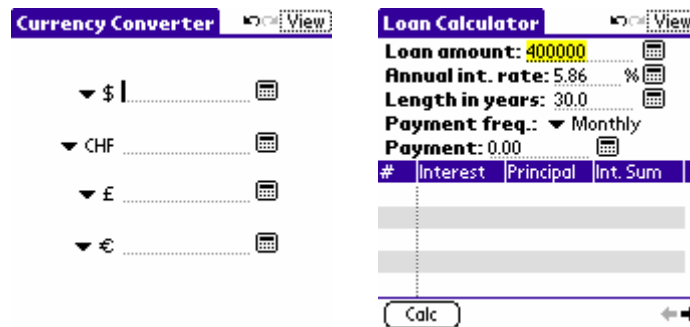 Currency Converter View
$
CHF
£
€
Loan Calculator View
Loan amount: 400000
Annual int. rate: 5.86 %
Length in years: 30.0
Payment freq.: Monthly
Payment: 0.00
# Interest Principal Int. Sum
Calc